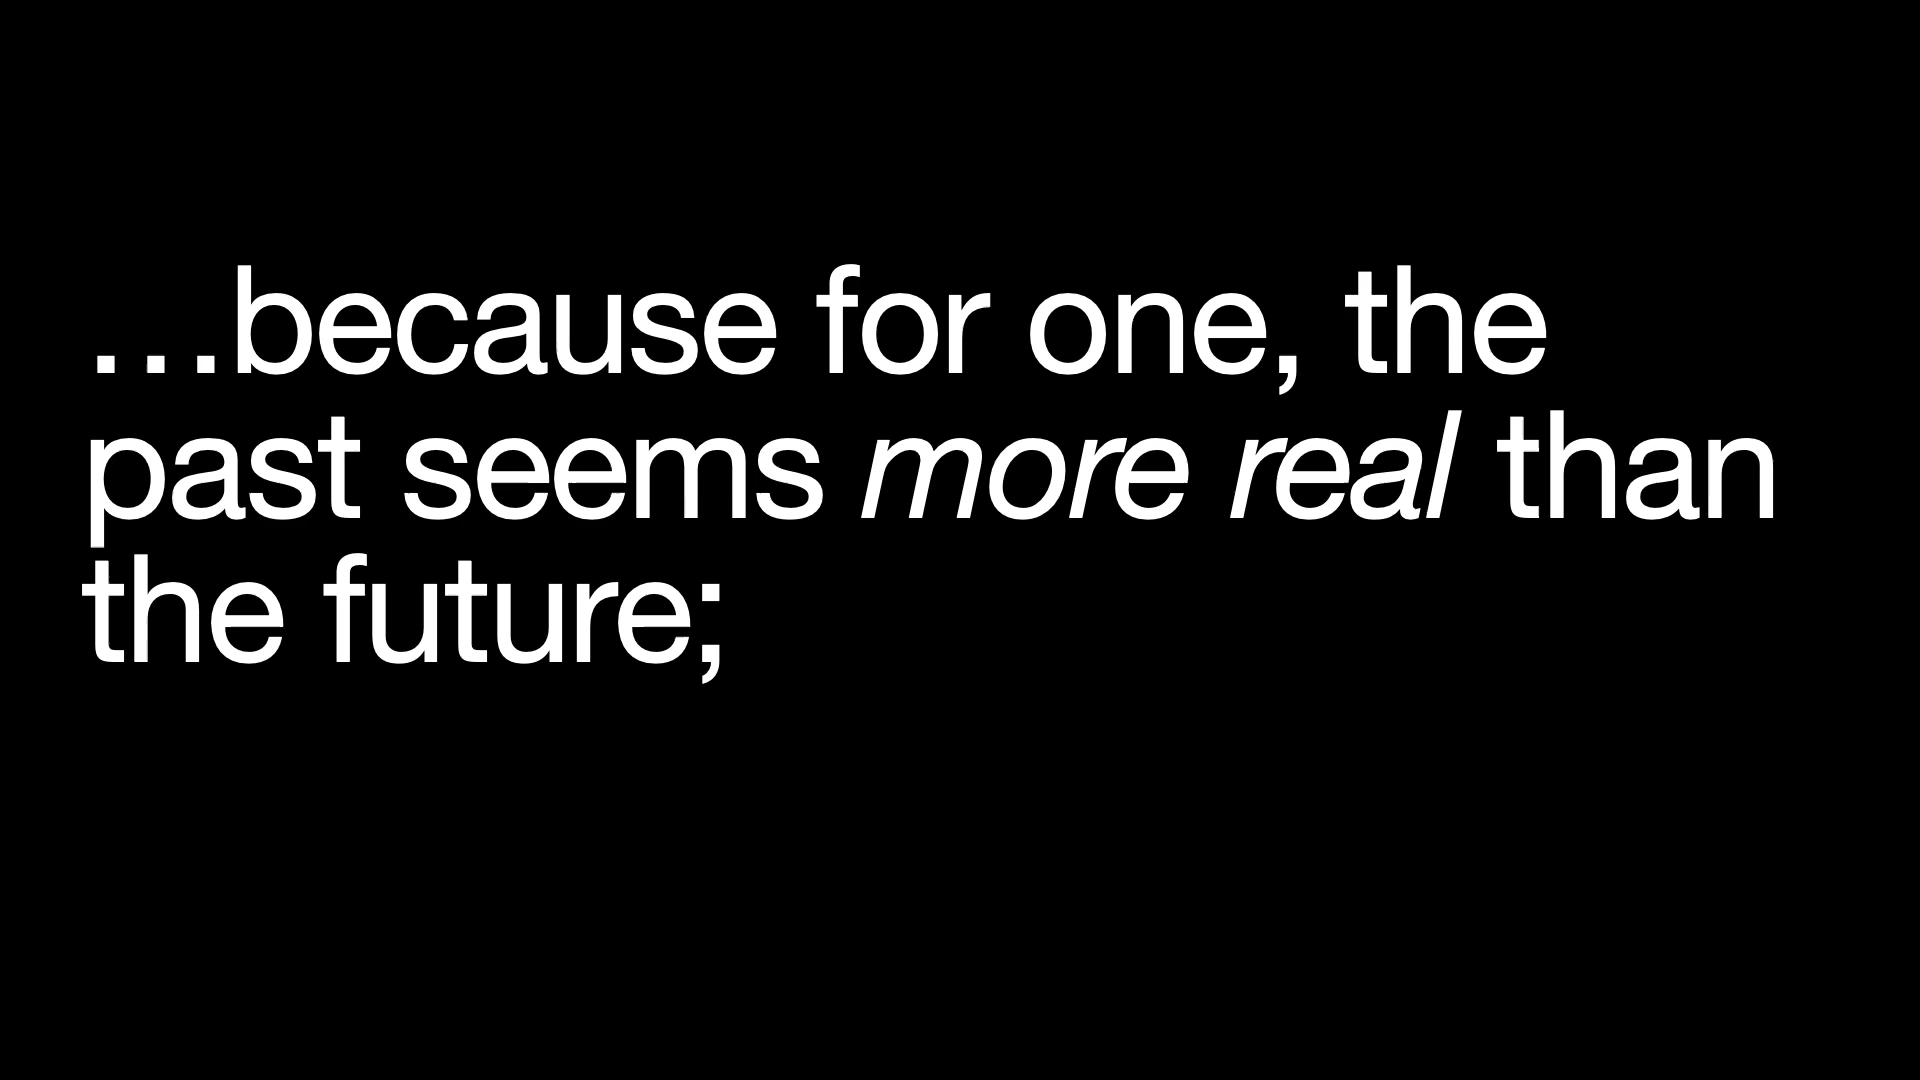 …because for one, the
past seems more real than
the future;